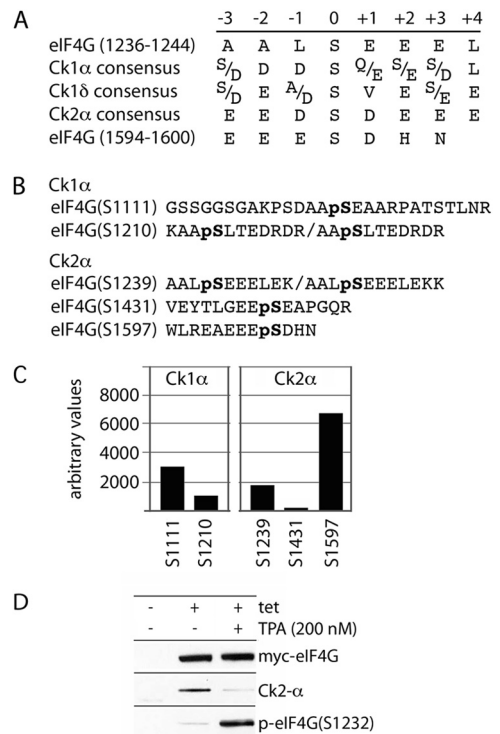 A
-3 -2 -1 0 +1 +2 +3 +4
eIF4G (1236-1244) A A L S E E E L
Ck1α consensus S/D D D S Q/E S/E S/D L
Ck1δ consensus S/D E A/D S V E S/E E
Ck2α consensus E E D S D E E E
eIF4G (1594-1600) E E E S D H N
B
Ck1α
eIF4G(S1111) GSSGGSGAKPSDAApSEAARPATSTLNR
eIF4G(S1210) KAApSLTEDRDR/AApSLTEDRDR
Ck2α
eIF4G(S1239) AALpSEEELEK/AALpSEEELEKK
eIF4G(S1431) VEYTLGEEpSEAPGQR
eIF4G(S1597) WLREAEEEpSDHN
C
Ck1α Ck2α
arbitrary values
8000
6000
4000
2000
S1111 S1210 S1239 S1431 S1597
D
- + + tet
- - + TPA (200 nM)
myc-eIF4G
Ck2-α
p-eIF4G(S1232)